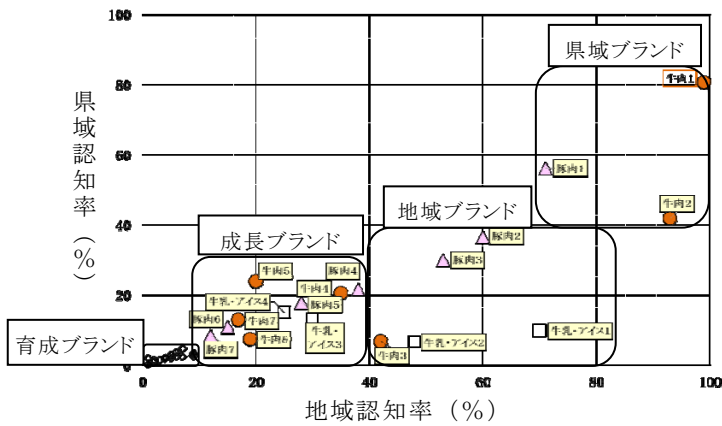 100
80
60
40
20
0
県域認知率（%）
県域ブランド
牛肉1
豚肉1
牛肉2
地域ブランド
豚肉2
豚肉3
成長ブランド
牛肉5
豚肉4
牛肉4
牛乳・アイス4
豚肉5
豚肉6
牛肉7
牛乳・
アイス3
牛乳・アイス1
育成ブランド
豚肉7
牛肉6
牛肉3
牛乳・アイス2
0
20
40
60
80
100
地域認知率（%）